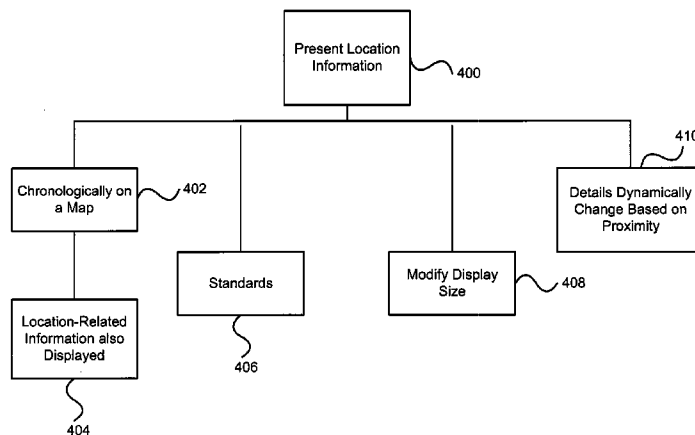 Present Location
Information
400
410
Chronologically on
a Map
402
Details Dynamically
Change Based on
Proximity
Standards
406
Modify Display
Size
408
Location-Related
Information also
Displayed
404